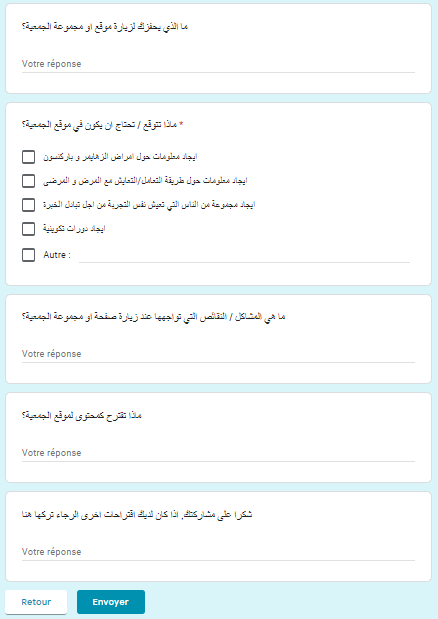 ما الذي يحفزك لزيارة موقع او مجموعة الجمعية؟
Votre réponse
ماذا تتوقع / تحتاج ان يكون في موقع الجمعية؟ *
ايجاد معلومات حول امراض الزهايمر و باركنسون
ايجاد معلومات حول طريقة التعامل/التعايش مع المرض و المرضى
ايجاد مجموعة من الناس التي تعيش نفس التجربة من اجل تبادل الخبرة
ايجاد دورات تكوينية
Autre :
ما هي المشاكل / النقائص التي تواجهها عند زيارة صفحة او مجموعة الجمعية؟
Votre réponse
ماذا تقترح كمحتوى لموقع الجمعية؟
Votre réponse
شكرا على مشاركتك, اذا كان لديك اقتراحات اخرى الرجاء تركها هنا
Votre réponse
Retour
Envoyer